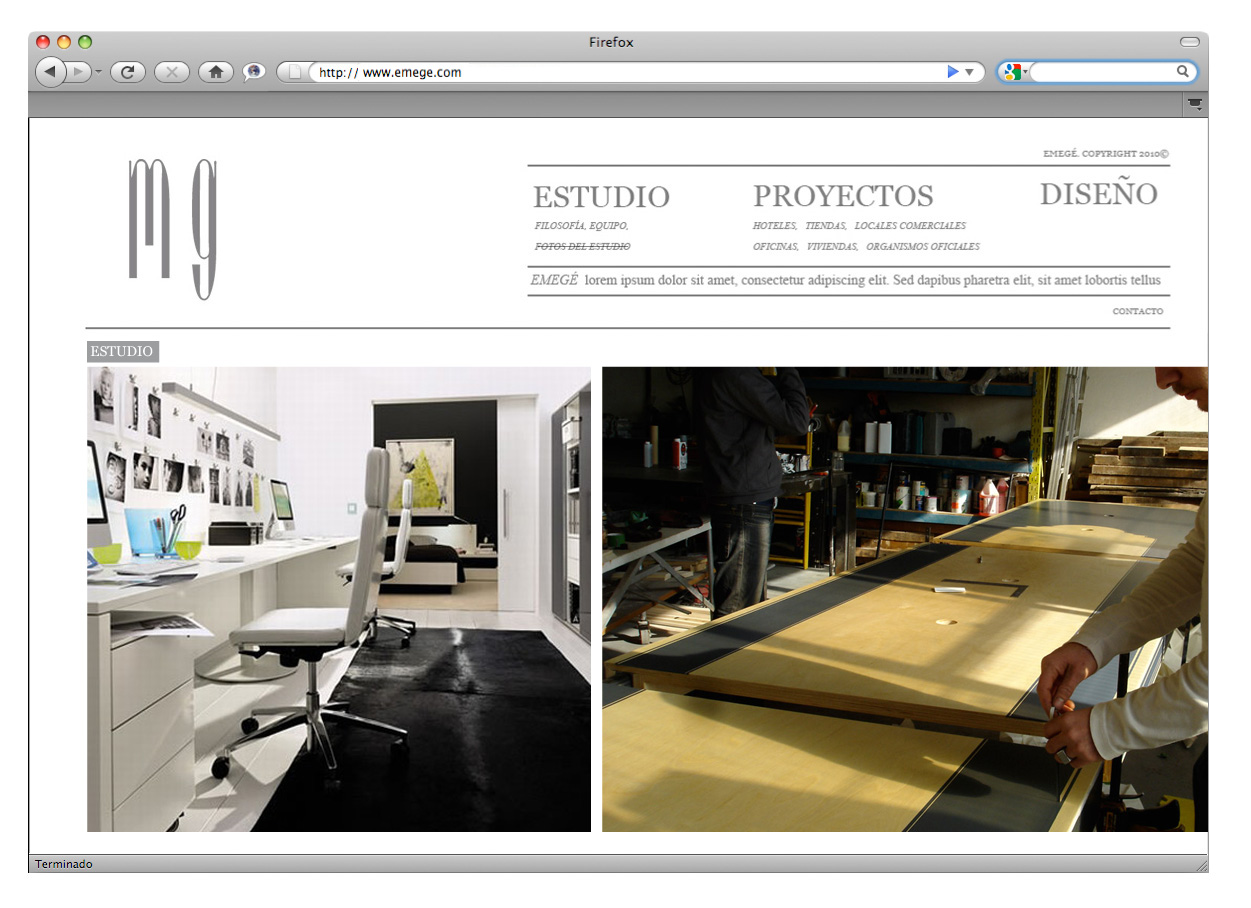 Firefox
http:// www.emege.com
mg
EMEGÉ. COPYRIGHT 2010©
ESTUDIO PROYECTOS DISEÑO
FILOSOFÍA, EQUIPO, HOTELES, TIENDAS, LOCALES COMERCIALES
FOTOS DEL ESTUDIO OFICINAS, VIVIENDAS, ORGANISMOS OFICIALES
EMEGÉ lorem ipsum dolor sit amet, consectetur adipiscing elit. Sed dapibus pharetra elit, sit amet lobortis tellus
CONTACTO
ESTUDIO
Terminado